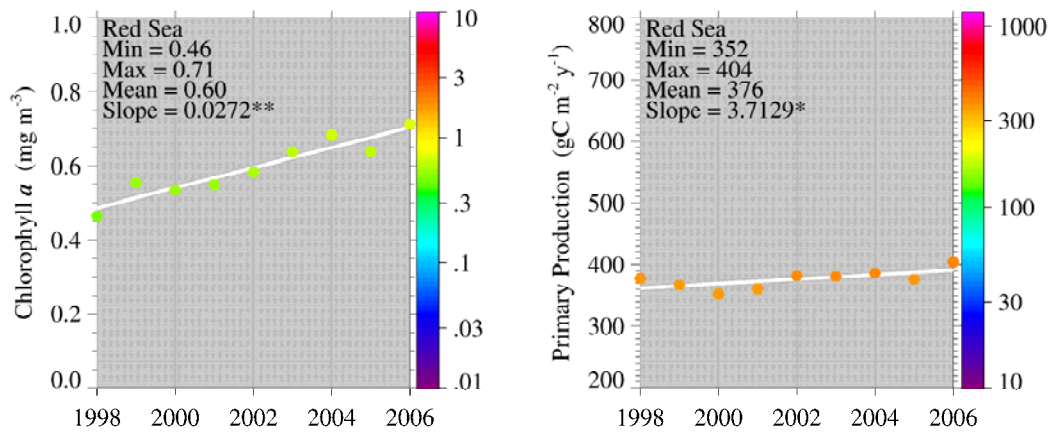 Red Sea
Min = 0.46
Max = 0.71
Mean = 0.60
Slope = 0.0272**
Chlorophyll a (mg m-3)
1.0
0.8
0.6
0.4
0.2
0.0
1998 2000 2002 2004 2006
10
3
1
.3
.1
.03
.01
Red Sea
Min = 352
Max = 404
Mean = 376
Slope = 3.7129*
Primary Production (gC m-2 y-1)
800
700
600
500
400
300
200
1998 2000 2002 2004 2006
1000
300
100
30
10